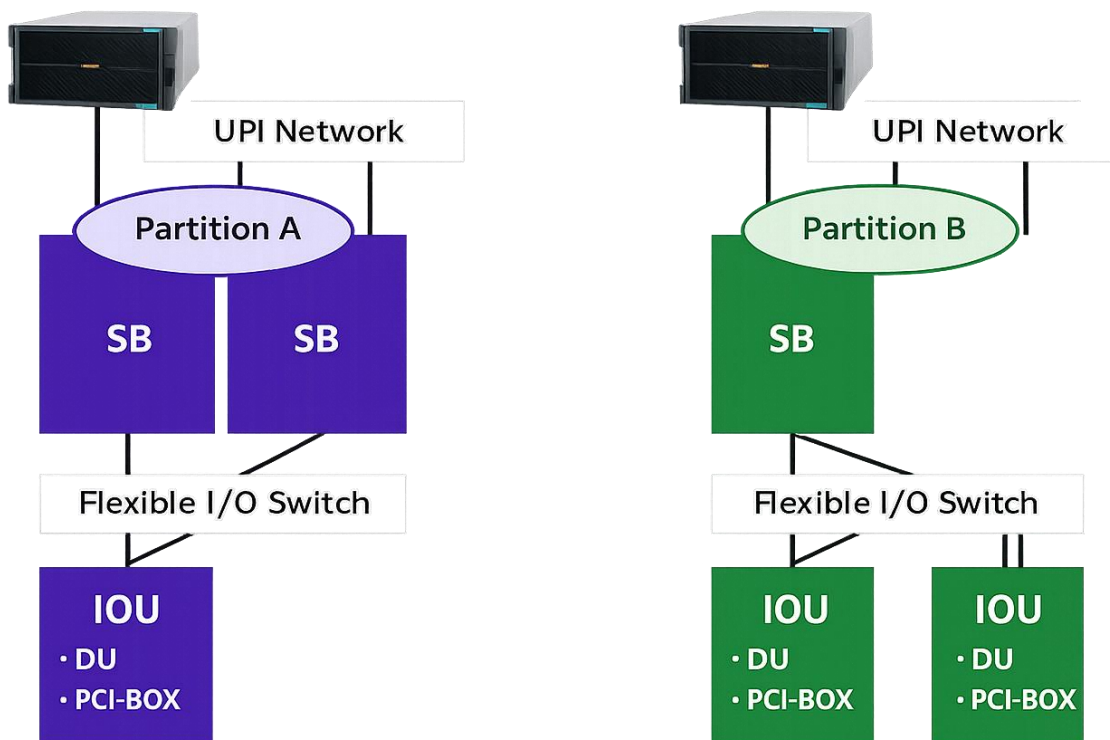 UPI Network
Partition A
SB
SB
Flexible I/O Switch
IOU
· DU
· PCI-BOX
UPI Network
Partition B
SB
Flexible I/O Switch
IOU
· DU
· PCI-BOX
IOU
· DU
· PCI-BOX